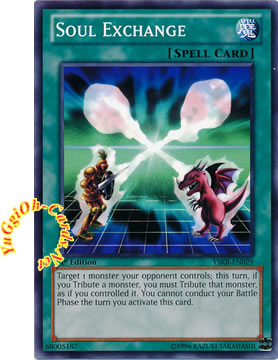 SOUL EXCHANGE
[SPELL CARD]
YSKR-EN029
1st Edition
Target 1 monster your opponent controls; this turn, if
you Tribute a monster, you must Tribute that monster,
as if you controlled it. You cannot conduct your Battle
Phase the turn you activate this card.
68005187
©1996 KAZUKI TAKAHASHI
YuGiOh-Cards.Net